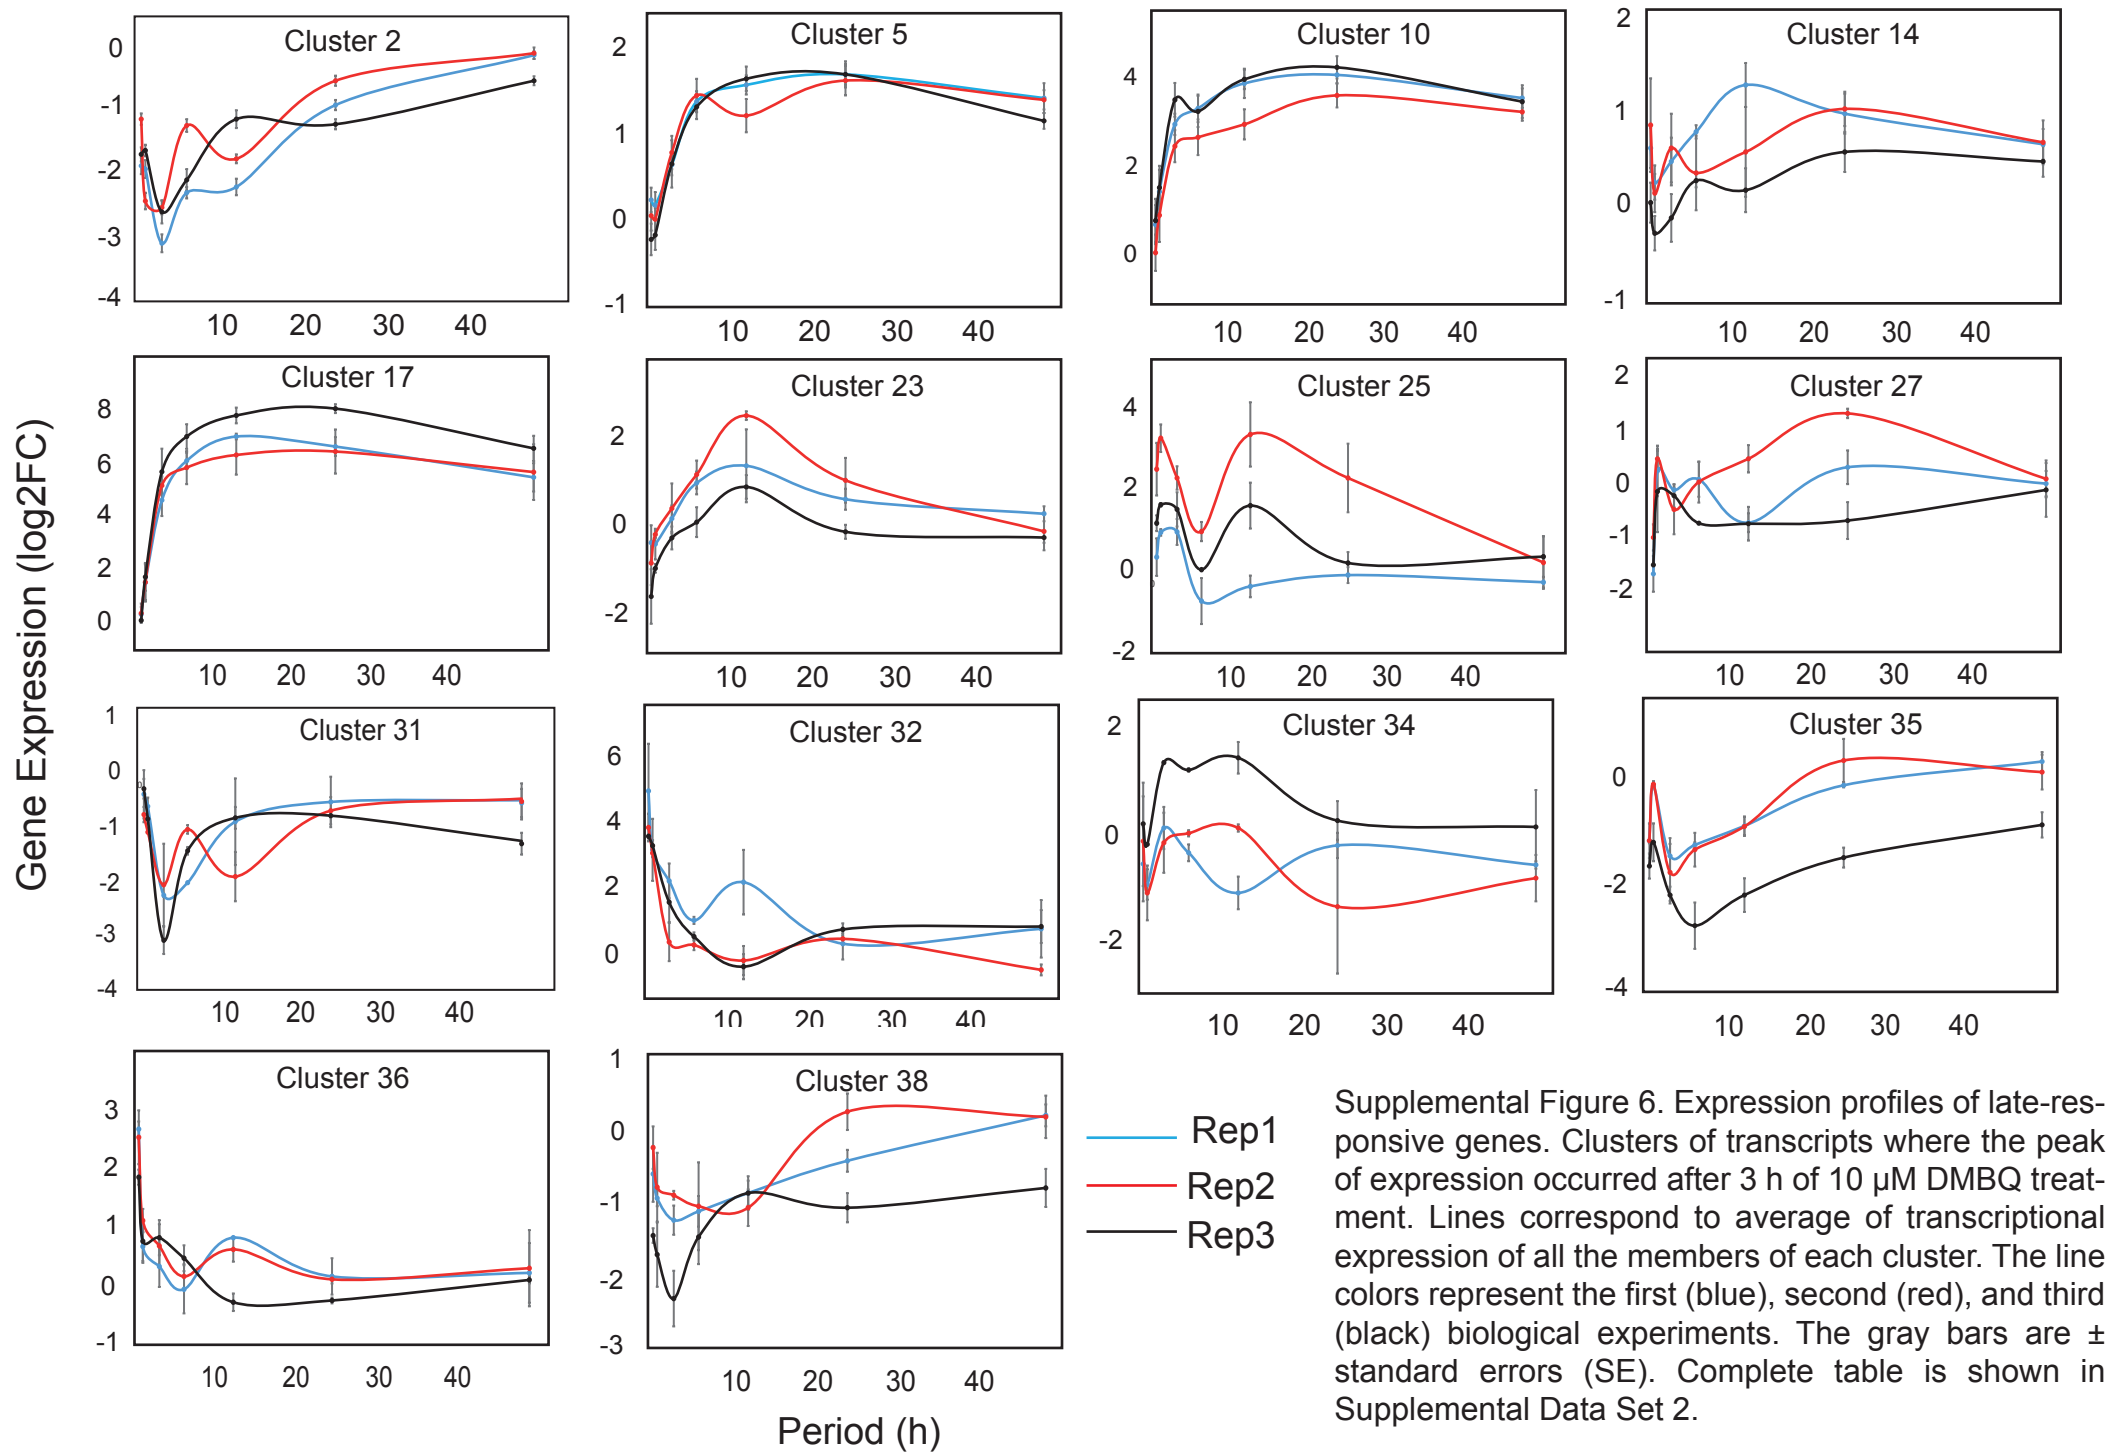 Gene Expression (log2FC)
Cluster 2
0
-1
-2
-3
-4
10 20 30 40
Cluster 5
2
1
0
-1
10 20 30 40
Cluster 10
4
2
0
10 20 30 40
Cluster 14
2
1
0
-1
10 20 30 40
Cluster 17
8
6
4
2
0
10 20 30 40
Cluster 23
2
0
-2
10 20 30 40
Cluster 25
4
2
0
-2
10 20 30 40
Cluster 27
2
1
0
-1
-2
10 20 30 40
Cluster 31
1
0
-1
-2
-3
-4
10 20 30 40
Cluster 32
6
4
2
0
10 20 30 40
Cluster 34
2
0
-2
10 20 30 40
Cluster 35
0
-2
-4
10 20 30 40
Cluster 36
3
2
1
0
-1
10 20 30 40
Cluster 38
1
0
-1
-2
-3
10 20 30 40
Period (h)
Rep1
Rep2
Rep3
Supplemental Figure 6. Expression profiles of late-res-
ponsive genes. Clusters of transcripts where the peak
of expression occurred after 3 h of 10 µM DMBQ treat-
ment. Lines correspond to average of transcriptional
expression of all the members of each cluster. The line
colors represent the first (blue), second (red), and third
(black) biological experiments. The gray bars are ±
standard errors (SE). Complete table is shown in
Supplemental Data Set 2.